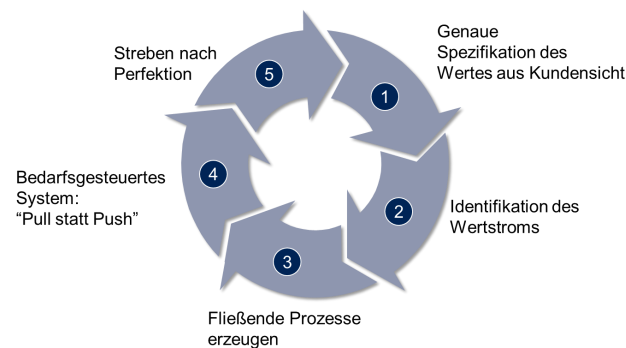 1
Genaue
Spezifikation des
Wertes aus Kundensicht
2
Identifikation des
Wertstroms
3
Fließende Prozesse
erzeugen
4
Bedarfsgesteuertes
System:
“Pull statt Push”
5
Streben nach
Perfektion